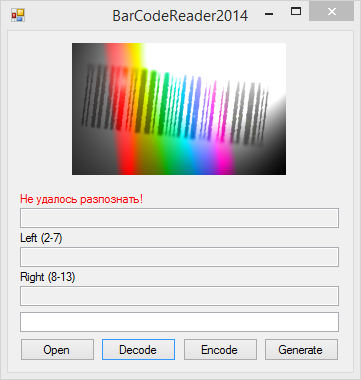 BarCodeReader2014
Не удалось разпознать!
Left (2-7)
Right (8-13)
Open Decode Encode Generate